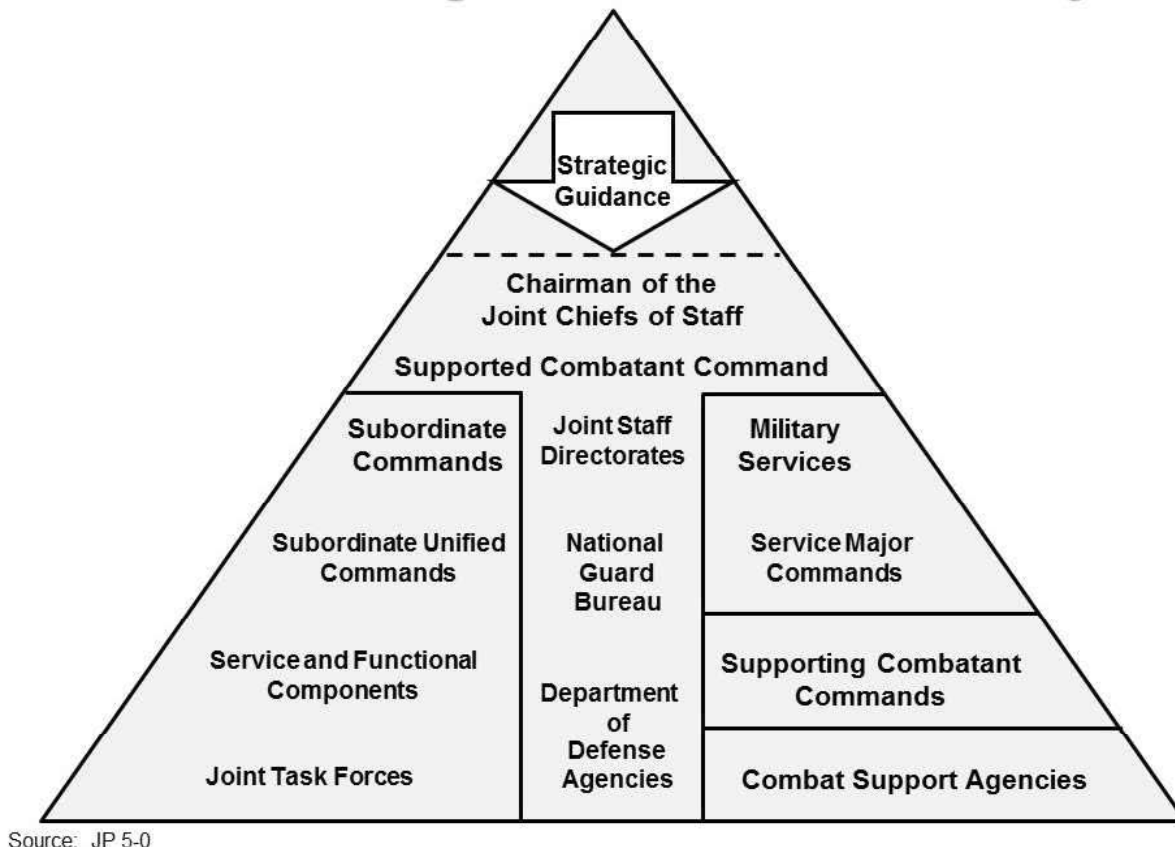 Strategic
Guidance
Chairman of the
Joint Chiefs of Staff
Supported Combatant Command
Subordinate
Commands
Subordinate Unified
Commands
Service and Functional
Components
Joint Task Forces
Joint Staff
Directorates
National
Guard
Bureau
Department
of
Defense
Agencies
Military
Services
Service Major
Commands
Supporting Combatant
Commands
Combat Support Agencies
Source: JP 5-0